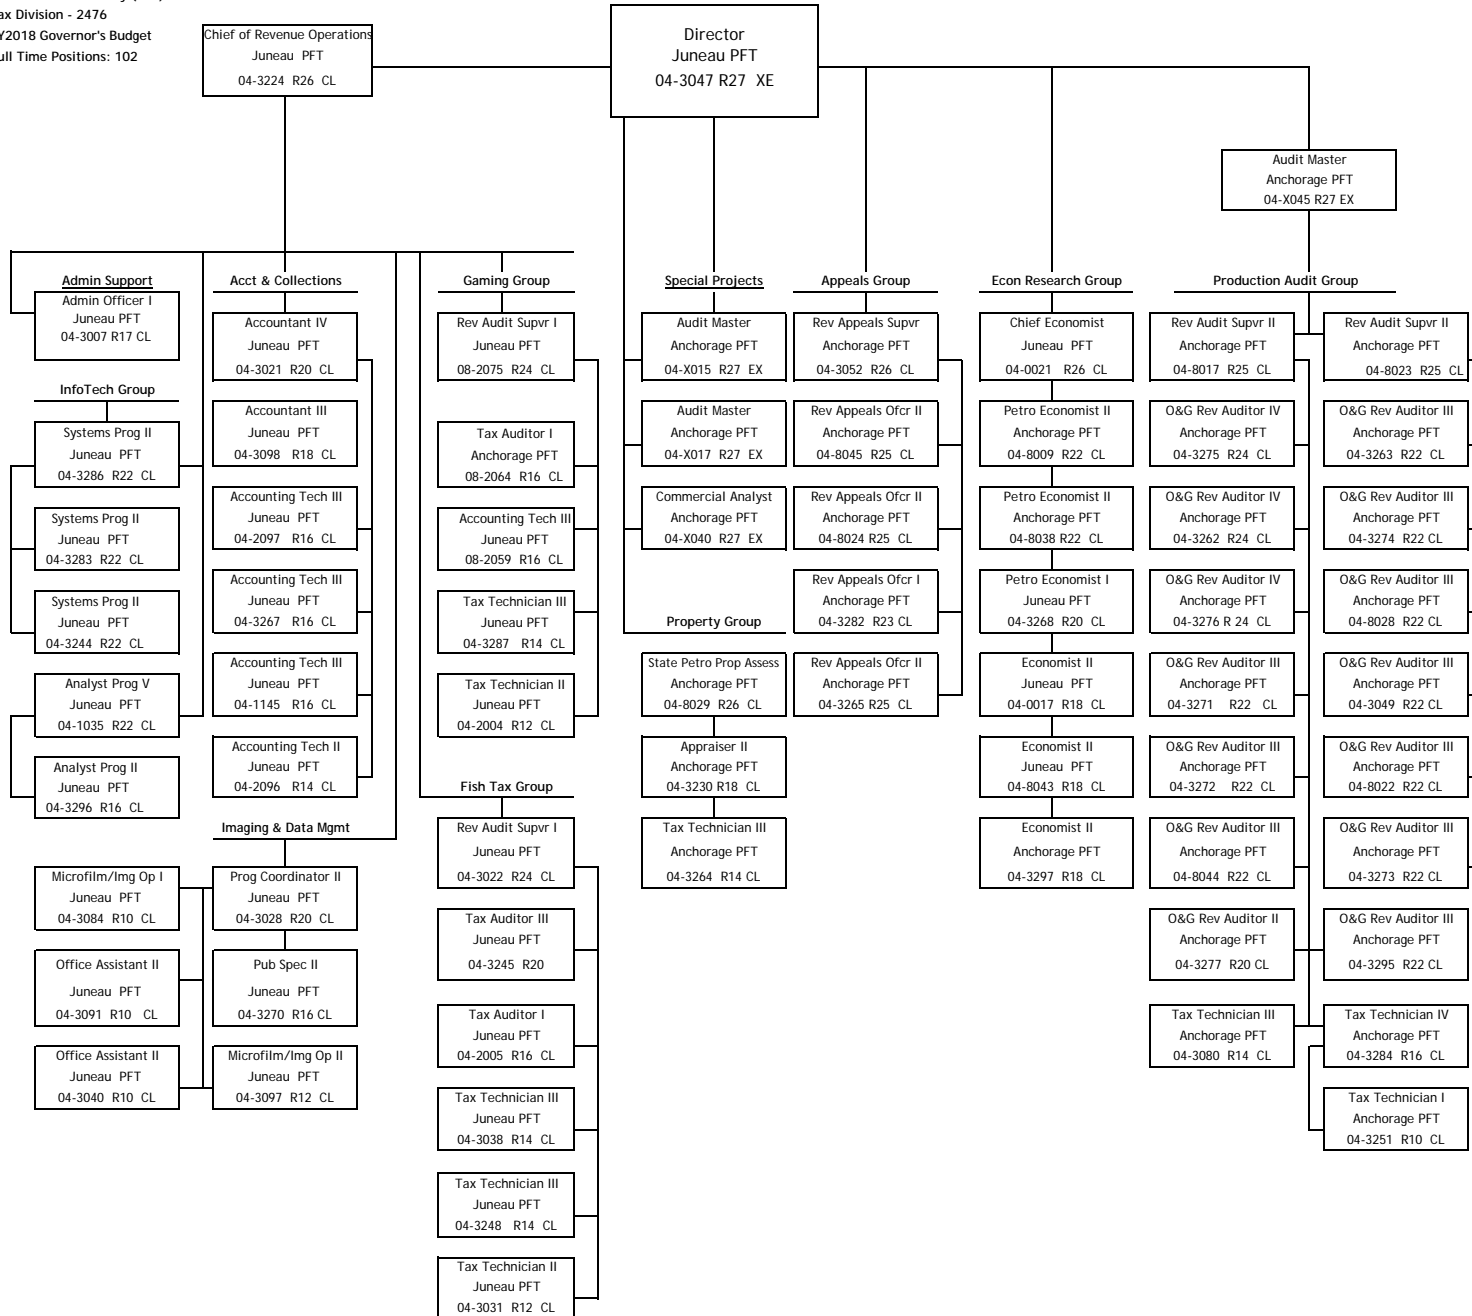 ax Division - 2476
Y2018 Governor's Budget
ull Time Positions: 102
Chief of Revenue Operations
Juneau PFT
04-3224 R26 CL
Director
Juneau PFT
04-3047 R27 XE
Audit Master
Anchorage PFT
04-X045 R27 EX
Admin Support
Admin Officer I
Juneau PFT
04-3007 R17 CL
InfoTech Group
Systems Prog II
Juneau PFT
04-3286 R22 CL
Systems Prog II
Juneau PFT
04-3283 R22 CL
Systems Prog II
Juneau PFT
04-3244 R22 CL
Analyst Prog V
Juneau PFT
04-1035 R22 CL
Analyst Prog II
Juneau PFT
04-3296 R16 CL
Acct & Collections
Accountant IV
Juneau PFT
04-3021 R20 CL
Accountant III
Juneau PFT
04-3098 R18 CL
Accounting Tech III
Juneau PFT
04-2097 R16 CL
Accounting Tech III
Juneau PFT
04-3267 R16 CL
Accounting Tech III
Juneau PFT
04-1145 R16 CL
Accounting Tech II
Juneau PFT
04-2096 R14 CL
Imaging & Data Mgmt
Microfilm/Img Op I
Juneau PFT
04-3084 R10 CL
Office Assistant II
Juneau PFT
04-3091 R10 CL
Office Assistant II
Juneau PFT
04-3040 R10 CL
Prog Coordinator II
Juneau PFT
04-3028 R20 CL
Pub Spec II
Juneau PFT
04-3270 R16 CL
Microfilm/Img Op II
Juneau PFT
04-3097 R12 CL
Gaming Group
Rev Audit Supvr I
Juneau PFT
08-2075 R24 CL
Tax Auditor I
Anchorage PFT
08-2064 R16 CL
Accounting Tech III
Juneau PFT
08-2059 R16 CL
Tax Technician III
Juneau PFT
04-3287 R14 CL
Tax Technician II
Juneau PFT
04-2004 R12 CL
Fish Tax Group
Rev Audit Supvr I
Juneau PFT
04-3022 R24 CL
Tax Auditor III
Juneau PFT
04-3245 R20
Tax Auditor I
Juneau PFT
04-2005 R16 CL
Tax Technician III
Juneau PFT
04-3038 R14 CL
Tax Technician III
Juneau PFT
04-3248 R14 CL
Tax Technician II
Juneau PFT
04-3031 R12 CL
Special Projects
Audit Master
Anchorage PFT
04-X015 R27 EX
Audit Master
Anchorage PFT
04-X017 R27 EX
Commercial Analyst
Anchorage PFT
04-X040 R27 EX
Property Group
State Petro Prop Assess
Anchorage PFT
04-8029 R26 CL
Appraiser II
Anchorage PFT
04-3230 R18 CL
Tax Technician III
Anchorage PFT
04-3264 R14 CL
Appeals Group
Rev Appeals Supvr
Anchorage PFT
04-3052 R26 CL
Rev Appeals Ofcr II
Anchorage PFT
04-8045 R25 CL
Rev Appeals Ofcr II
Anchorage PFT
04-8024 R25 CL
Rev Appeals Ofcr I
Anchorage PFT
04-3282 R23 CL
Rev Appeals Ofcr II
Anchorage PFT
04-3265 R25 CL
Econ Research Group
Chief Economist
Juneau PFT
04-0021 R26 CL
Petro Economist II
Anchorage PFT
04-8009 R22 CL
Petro Economist II
Anchorage PFT
04-8038 R22 CL
Petro Economist I
Juneau PFT
04-3268 R20 CL
Economist II
Juneau PFT
04-0017 R18 CL
Economist II
Juneau PFT
04-8043 R18 CL
Economist II
Anchorage PFT
04-3297 R18 CL
Production Audit Group
Rev Audit Supvr II
Anchorage PFT
04-8017 R25 CL
O&G Rev Auditor IV
Anchorage PFT
04-3275 R24 CL
O&G Rev Auditor IV
Anchorage PFT
04-3262 R24 CL
O&G Rev Auditor IV
Anchorage PFT
04-3276 R 24 CL
O&G Rev Auditor III
Anchorage PFT
04-3271 R22 CL
O&G Rev Auditor III
Anchorage PFT
04-3272 R22 CL
O&G Rev Auditor III
Anchorage PFT
04-8044 R22 CL
O&G Rev Auditor II
Anchorage PFT
04-3277 R20 CL
Tax Technician III
Anchorage PFT
04-3080 R14 CL
Rev Audit Supvr II
Anchorage PFT
04-8023 R25 CL
O&G Rev Auditor III
Anchorage PFT
04-3263 R22 CL
O&G Rev Auditor III
Anchorage PFT
04-3274 R22 CL
O&G Rev Auditor III
Anchorage PFT
04-8028 R22 CL
O&G Rev Auditor III
Anchorage PFT
04-3049 R22 CL
O&G Rev Auditor III
Anchorage PFT
04-8022 R22 CL
O&G Rev Auditor III
Anchorage PFT
04-3273 R22 CL
O&G Rev Auditor III
Anchorage PFT
04-3295 R22 CL
Tax Technician IV
Anchorage PFT
04-3284 R16 CL
Tax Technician I
Anchorage PFT
04-3251 R10 CL